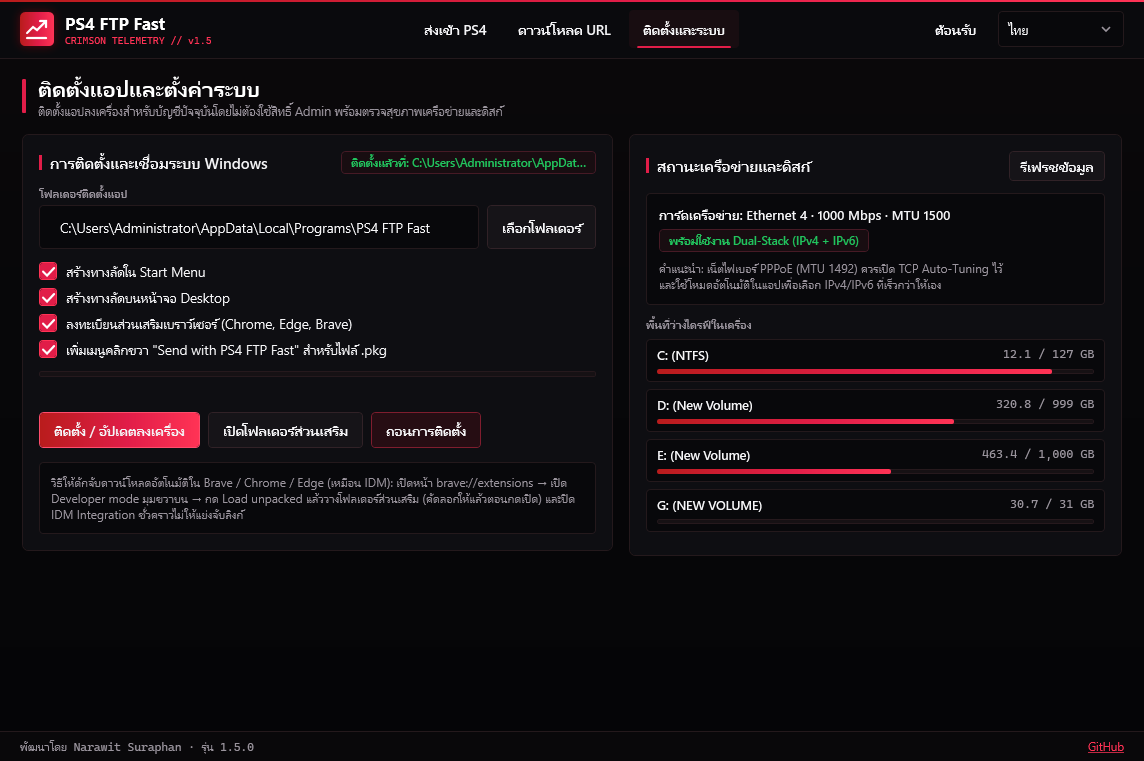 PS4 FTP Fast
CRIMSON TELEMETRY // v1.5
ส่งเข้า PS4
ดาวน์โหลด URL
ติดตั้งและระบบ
ต้อนรับ
ไทย
ติดตั้งแอปและตั้งค่าระบบ
ติดตั้งแอปลงเครื่องสำหรับบัญชีปัจจุบันโดยไม่ต้องใช้สิทธิ์ Admin พร้อมตรวจสุขภาพเครือข่ายและดิสก์
การติดตั้งและเชื่อมระบบ Windows
ติดตั้งแล้วที่: C:\Users\Administrator\AppDat...
โฟลเดอร์ติดตั้งแอป
C:\Users\Administrator\AppData\Local\Programs\PS4 FTP Fast
เลือกโฟลเดอร์
สร้างทางลัดใน Start Menu
สร้างทางลัดบนหน้าจอ Desktop
ลงทะเบียนส่วนเสริมเบราว์เซอร์ (Chrome, Edge, Brave)
เพิ่มเมนูคลิกขวา "Send with PS4 FTP Fast" สำหรับไฟล์ .pkg
ติดตั้ง / อัปเดตลงเครื่อง
เปิดโฟลเดอร์ส่วนเสริม
ถอนการติดตั้ง
วิธีให้ดักจับดาวน์โหลดอัตโนมัติใน Brave / Chrome / Edge (เหมือน IDM): เปิดหน้า brave://extensions → เปิด
Developer mode มุมขวาบน → กด Load unpacked แล้ววางโฟลเดอร์ส่วนเสริม (คัดลอกให้แล้วตอนกดเปิด) และปิด
IDM Integration ชั่วคราวไม่ให้แย่งจับลิงก์
สถานะเครือข่ายและดิสก์
รีเฟรชข้อมูล
การ์ดเครือข่าย: Ethernet 4 · 1000 Mbps · MTU 1500
พร้อมใช้งาน Dual-Stack (IPv4 + IPv6)
คำแนะนำ: เน็ตไฟเบอร์ PPPoE (MTU 1492) ควรเปิด TCP Auto-Tuning ไว้
และใช้โหมดอัตโนมัติในแอปเพื่อเลือก IPv4/IPv6 ที่เร็วกว่าให้เอง
พื้นที่ว่างไดรฟ์ในเครื่อง
C: (NTFS)
12.1 / 127 GB
D: (New Volume)
320.8 / 999 GB
E: (New Volume)
463.4 / 1,000 GB
G: (NEW VOLUME)
30.7 / 31 GB
พัฒนาโดย Narawit Suraphan · รุ่น 1.5.0
GitHub